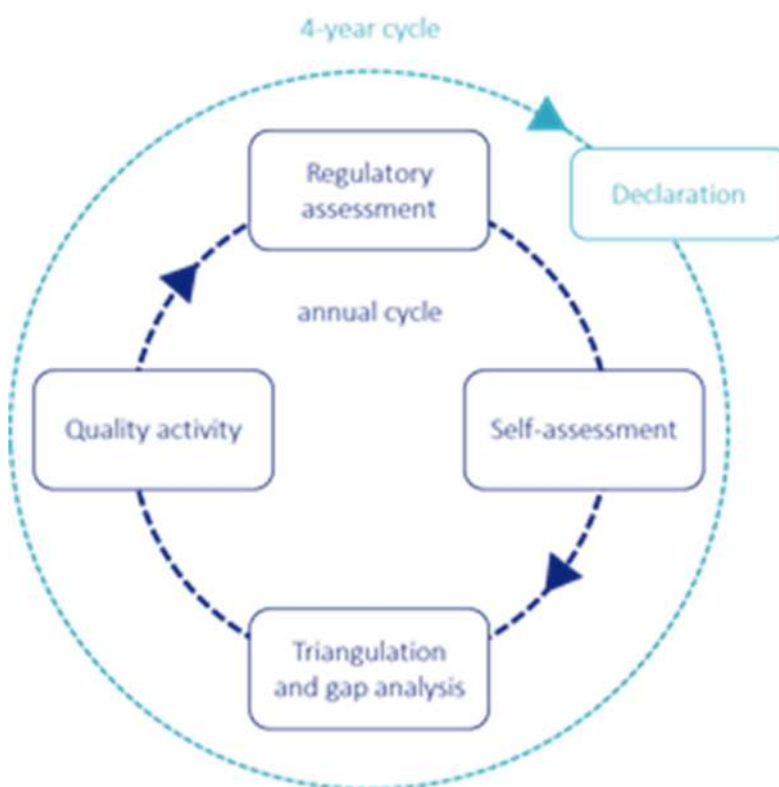 4-year cycle
Declaration
Regulatory
assessment
annual cycle
Quality activity
Self-assessment
Triangulation
and gap analysis